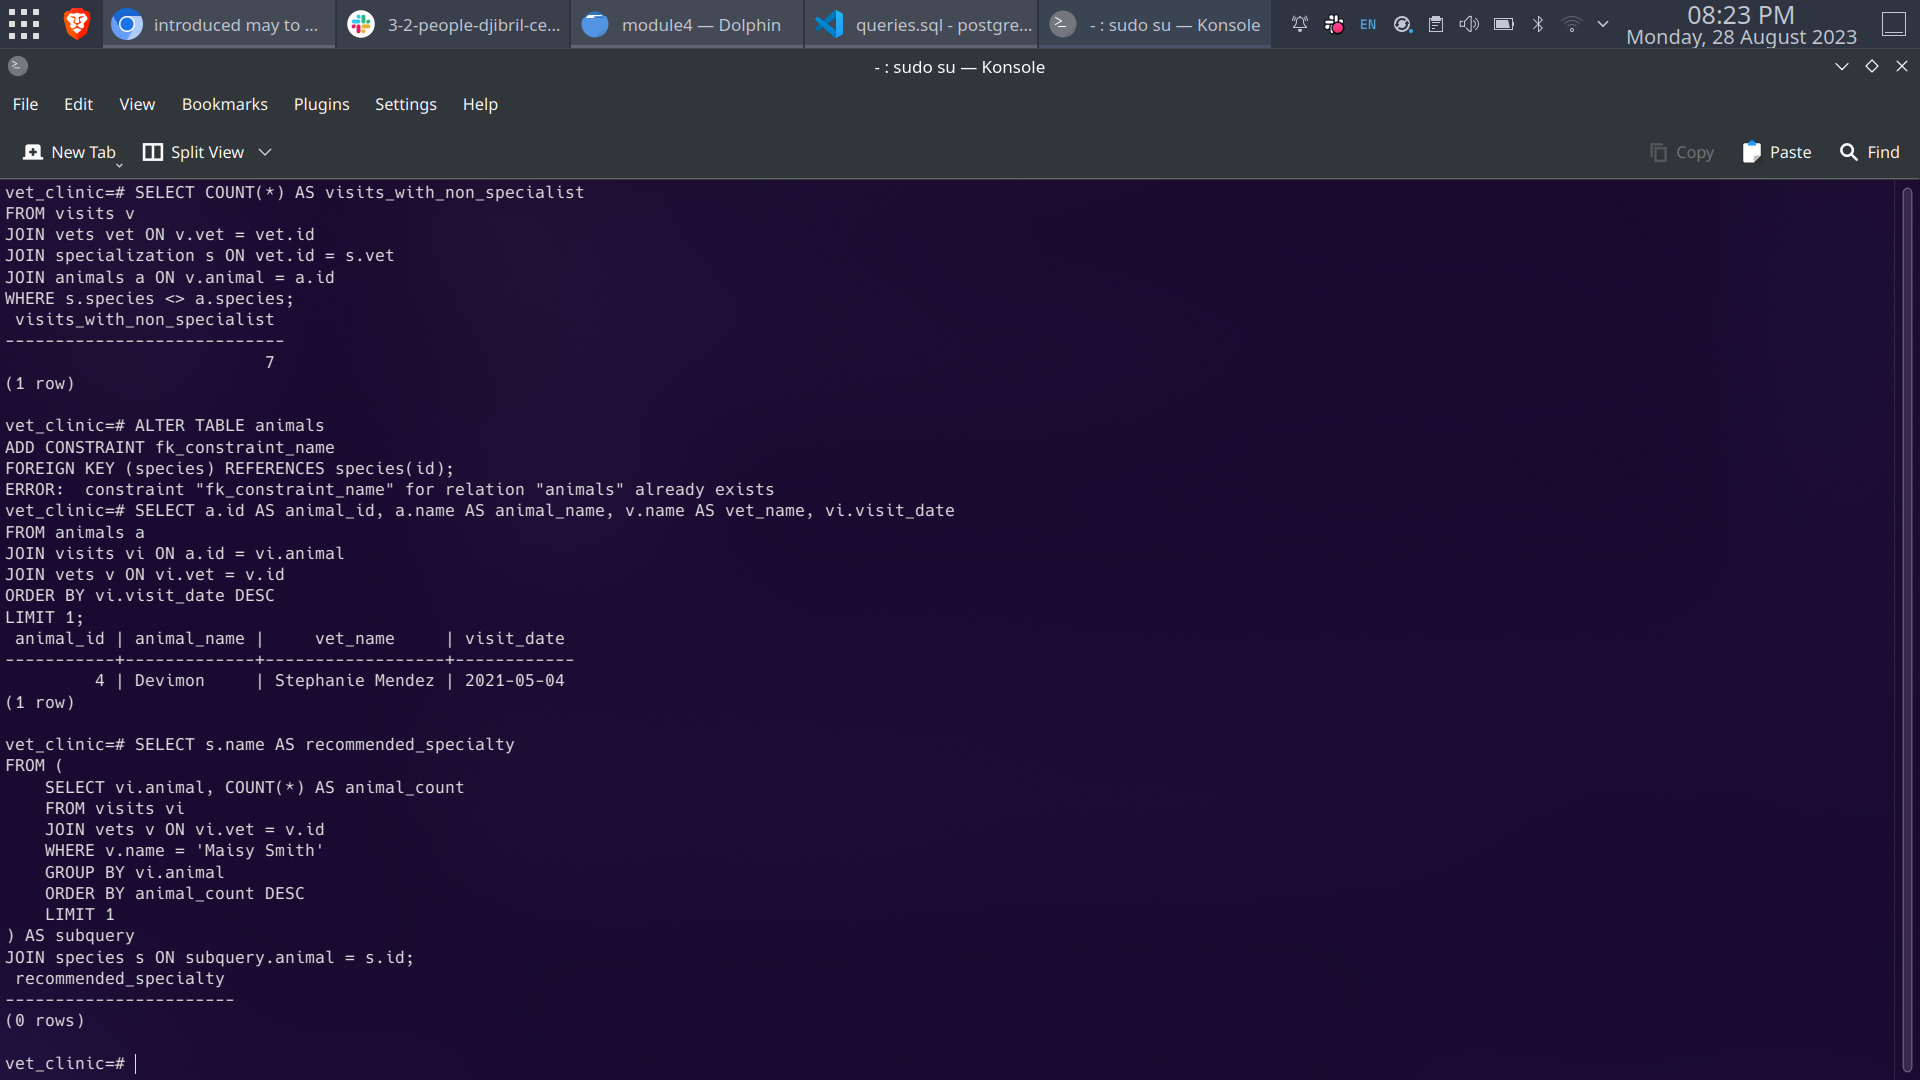 introduced may to ...
3-2-people-djibril-ce...
module4 — Dolphin
queries.sql - postgre...
- : sudo su — Konsole
EN
08:23 PM
Monday, 28 August 2023
- : sudo su — Konsole
File Edit View Bookmarks Plugins Settings Help
New Tab Split View Copy Paste Find
vet_clinic=# SELECT COUNT(*) AS visits_with_non_specialist
FROM visits v
JOIN vets vet ON v.vet = vet.id
JOIN specialization s ON vet.id = s.vet
JOIN animals a ON v.animal = a.id
WHERE s.species <> a.species;
 visits_with_non_specialist
----------------------------
                          7
(1 row)

vet_clinic=# ALTER TABLE animals
ADD CONSTRAINT fk_constraint_name
FOREIGN KEY (species) REFERENCES species(id);
ERROR:  constraint "fk_constraint_name" for relation "animals" already exists
vet_clinic=# SELECT a.id AS animal_id, a.name AS animal_name, v.name AS vet_name, vi.visit_date
FROM animals a
JOIN visits vi ON a.id = vi.animal
JOIN vets v ON vi.vet = v.id
ORDER BY vi.visit_date DESC
LIMIT 1;
 animal_id | animal_name |     vet_name     | visit_date
-----------+-------------+------------------+------------
         4 | Devimon     | Stephanie Mendez | 2021-05-04
(1 row)

vet_clinic=# SELECT s.name AS recommended_specialty
FROM (
    SELECT vi.animal, COUNT(*) AS animal_count
    FROM visits vi
    JOIN vets v ON vi.vet = v.id
    WHERE v.name = 'Maisy Smith'
    GROUP BY vi.animal
    ORDER BY animal_count DESC
    LIMIT 1
) AS subquery
JOIN species s ON subquery.animal = s.id;
 recommended_specialty
-----------------------
(0 rows)

vet_clinic=#